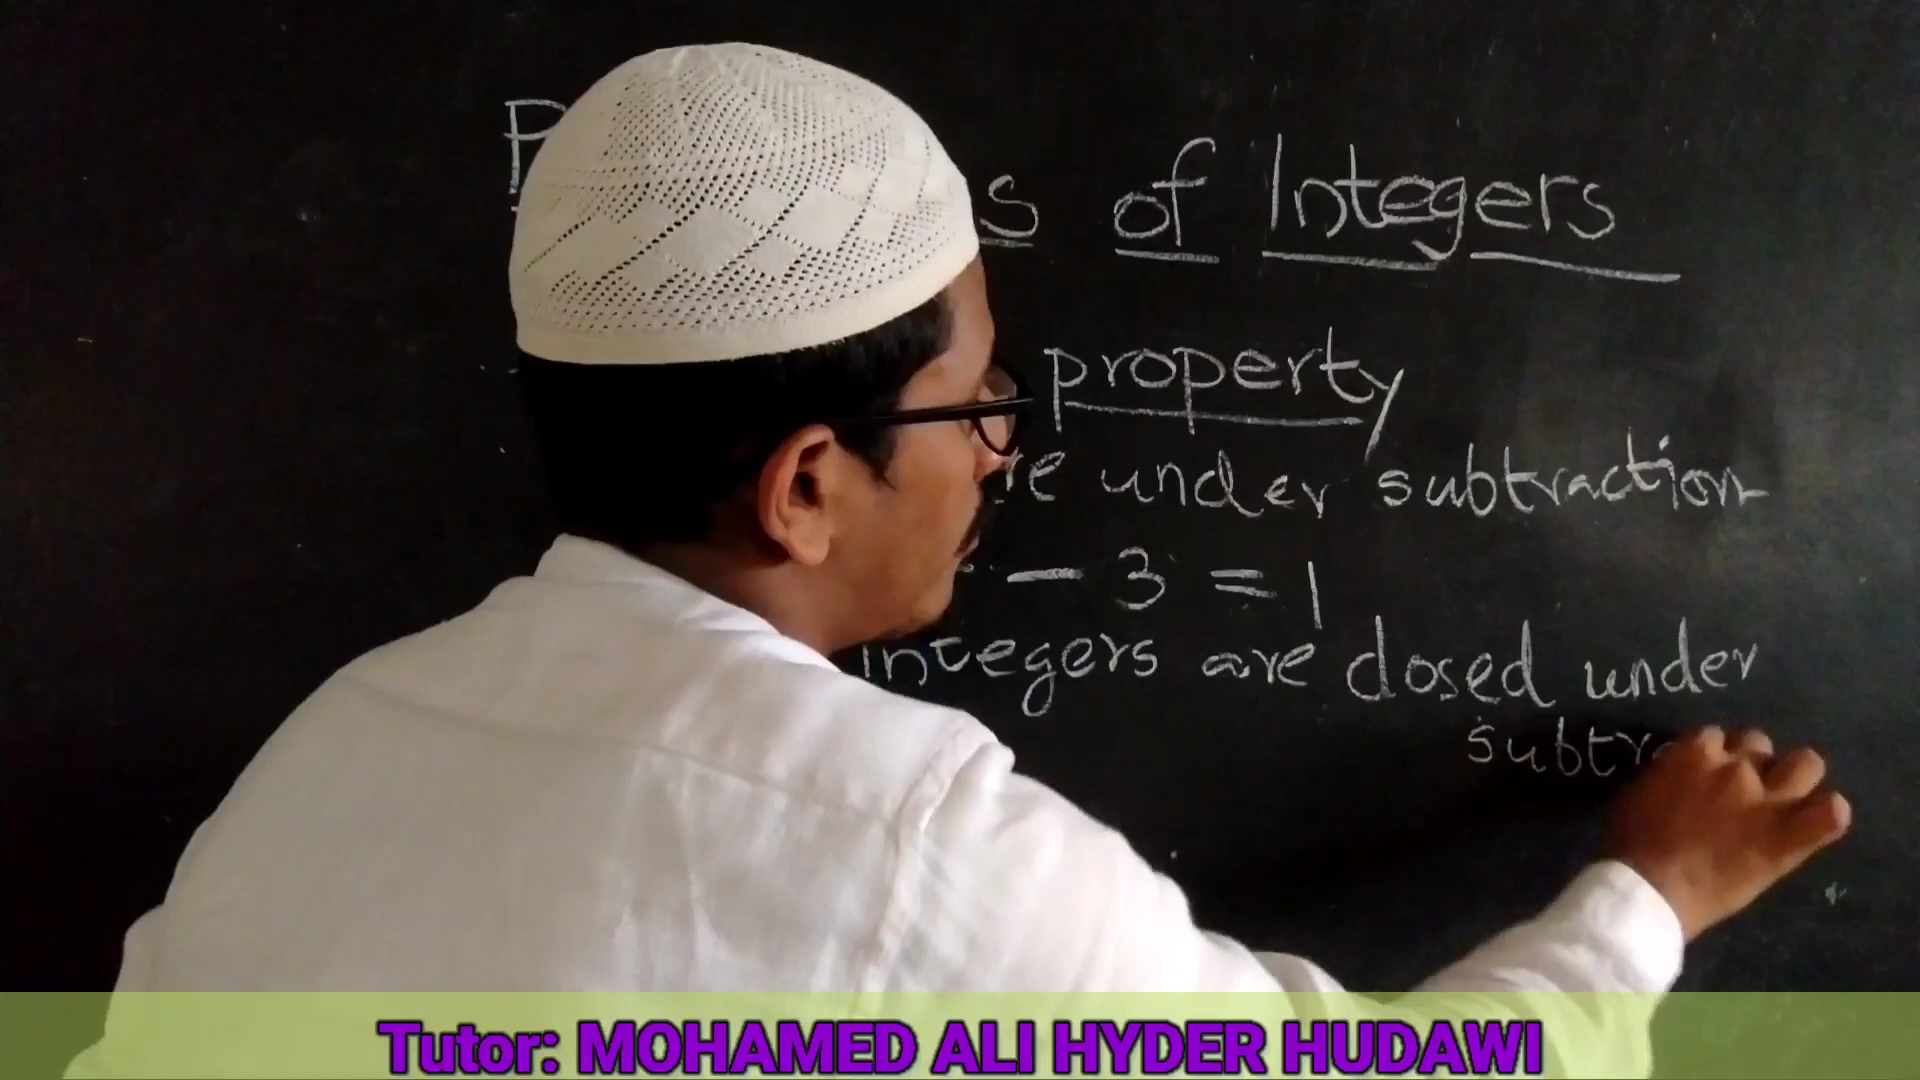 s of Integers
property
re under subtraction
- 3 = 1
Integers are closed under
subtr
Tutor: MOHAMED ALI HYDER HUDAWI